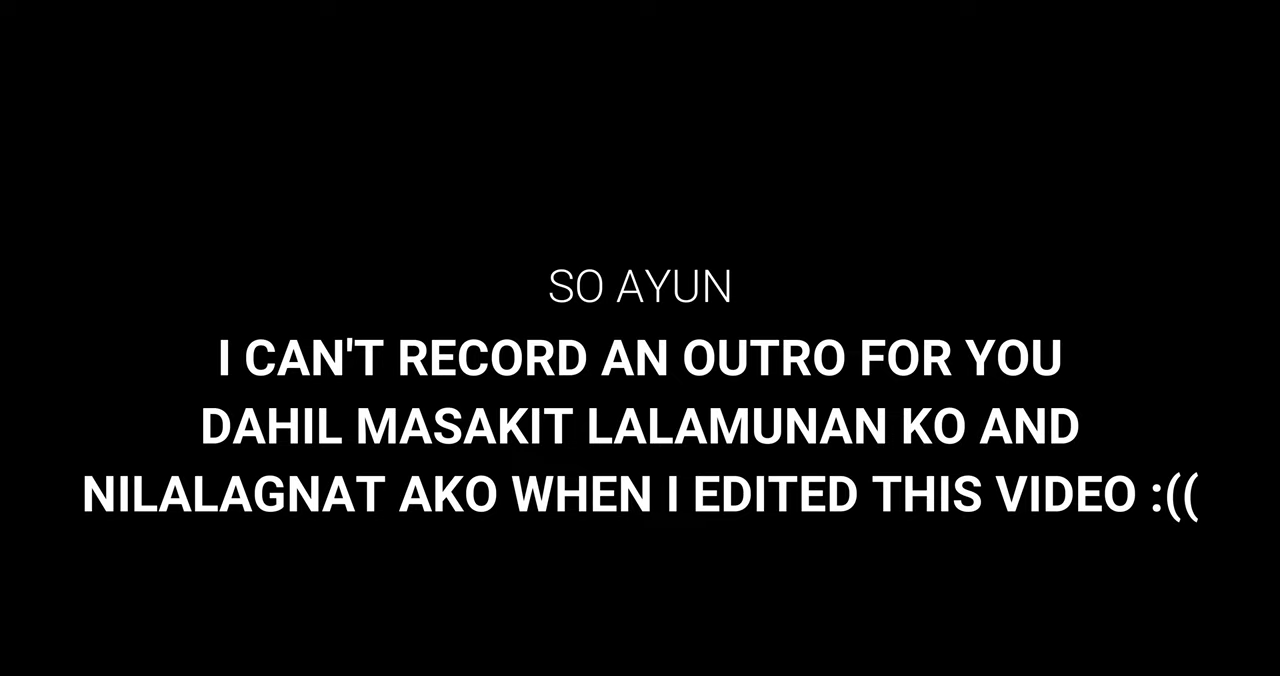 SO AYUN
I CAN'T RECORD AN OUTRO FOR YOU
DAHIL MASAKIT LALAMUNAN KO AND
NILALAGNAT AKO WHEN I EDITED THIS VIDEO :((